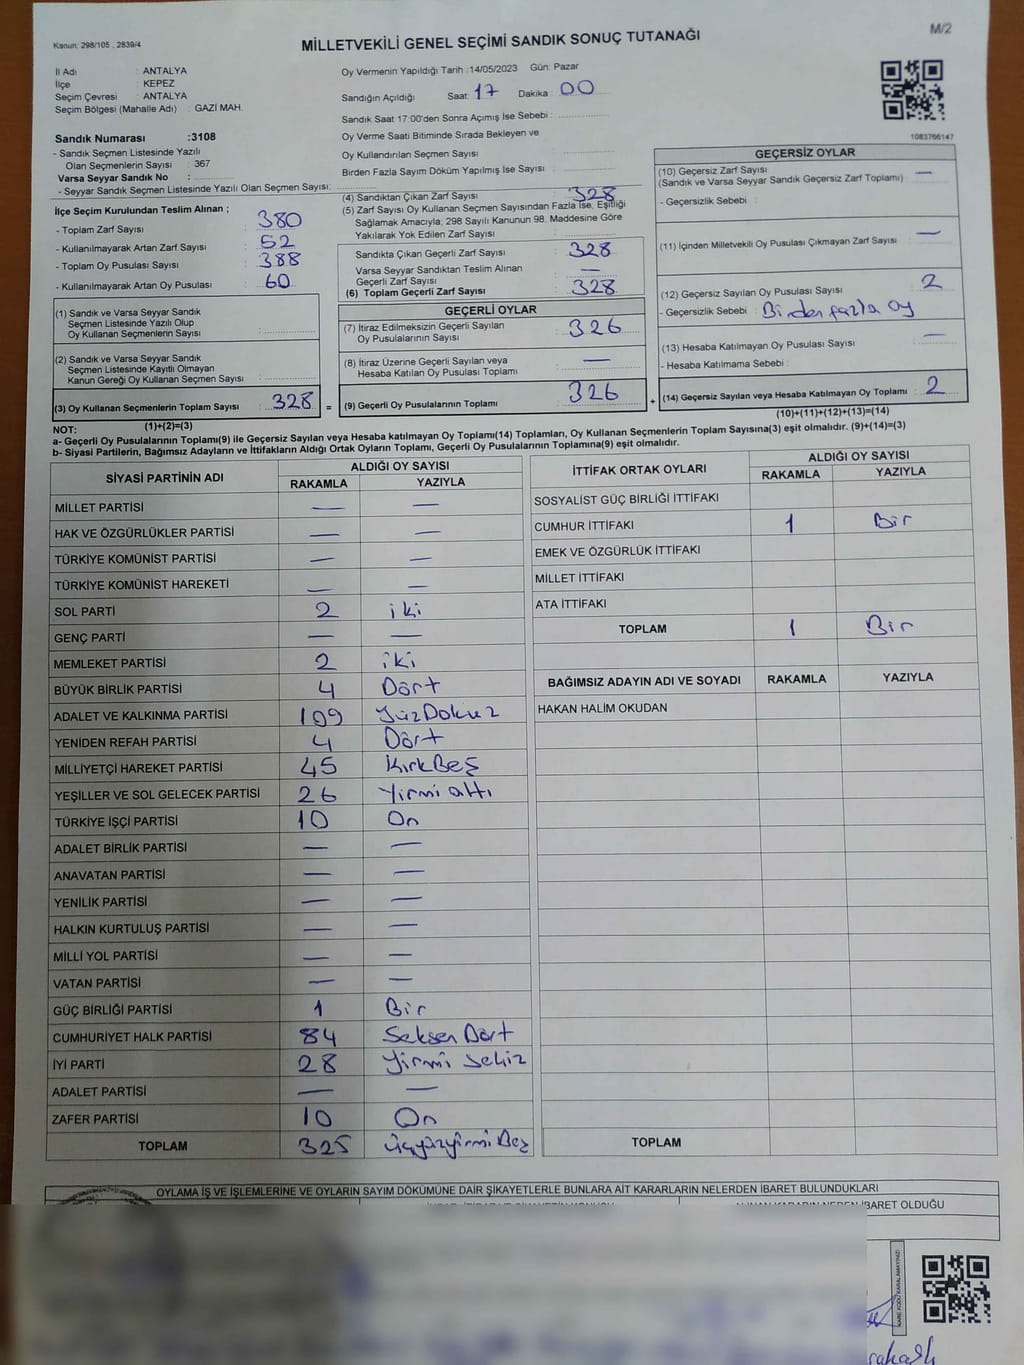 Kanun: 298/105 . 2839/4
MİLLETVEKİLİ GENEL SEÇİMİ SANDIK SONUÇ TUTANAĞI
M/2
İl Adı : ANTALYA
İlçe : KEPEZ
Seçim Çevresi : ANTALYA
Seçim Bölgesi (Mahalle Adı) : GAZİ MAH.
Oy Vermenin Yapıldığı Tarih :14/05/2023 Gün: Pazar
Sandığın Açıldığı Saat: 17 Dakika 00
Sandık Saat 17:00'den Sonra Açımış İse Sebebi :
Oy Verme Saati Bitiminde Sırada Bekleyen ve
Oy Kullandırılan Seçmen Sayısı
Birden Fazla Sayım Döküm Yapılmış İse Sayısı :
1083766147
Sandık Numarası :3108
- Sandık Seçmen Listesinde Yazılı
Olan Seçmenlerin Sayısı : 367
Varsa Seyyar Sandık No :
- Seyyar Sandık Seçmen Listesinde Yazılı Olan Seçmen Sayısı:
İlçe Seçim Kurulundan Teslim Alınan ;
- Toplam Zarf Sayısı : 380
- Kullanılmayarak Artan Zarf Sayısı : 52
- Toplam Oy Pusulası Sayısı : 388
- Kullanılmayarak Artan Oy Pusulası : 60
(1) Sandık ve Varsa Seyyar Sandık
Seçmen Listesinde Yazılı Olup
Oy Kullanan Seçmenlerin Sayısı :
(2) Sandık ve Varsa Seyyar Sandık
Seçmen Listesinde Kayıtlı Olmayan
Kanun Gereği Oy Kullanan Seçmen Sayısı :
(3) Oy Kullanan Seçmenlerin Toplam Sayısı : 328 =
(1)+(2)=(3)
(4) Sandıktan Çıkan Zarf Sayısı : 328
(5) Zarf Sayısı Oy Kullanan Seçmen Sayısından Fazla İse, Eşitliği
Sağlamak Amacıyla, 298 Sayılı Kanunun 98. Maddesine Göre
Yakılarak Yok Edilen Zarf Sayısı :
Sandıkta Çıkan Geçerli Zarf Sayısı : 328
Varsa Seyyar Sandıktan Teslim Alınan
Geçerli Zarf Sayısı : —
(6) Toplam Geçerli Zarf Sayısı : 328
GEÇERLİ OYLAR
(7) İtiraz Edilmeksizin Geçerli Sayılan
Oy Pusulalarının Sayısı : 326
(8) İtiraz Üzerine Geçerli Sayılan veya
Hesaba Katılan Oy Pusulası Toplamı : —
(9) Geçerli Oy Pusulalarının Toplamı : 326 +
GEÇERSİZ OYLAR
(10) Geçersiz Zarf Sayısı
(Sandık ve Varsa Seyyar Sandık Geçersiz Zarf Toplamı) : —
- Geçersizlik Sebebi :
(11) İçinden Milletvekili Oy Pusulası Çıkmayan Zarf Sayısı : —
(12) Geçersiz Sayılan Oy Pusulası Sayısı : 2
- Geçersizlik Sebebi : Birden fazla oy
(13) Hesaba Katılmayan Oy Pusulası Sayısı : —
- Hesaba Katılmama Sebebi :
(14) Geçersiz Sayılan veya Hesaba Katılmayan Oy Toplamı : 2
(10)+(11)+(12)+(13)=(14)
NOT:
a- Geçerli Oy Pusulalarının Toplamı(9) ile Geçersiz Sayılan veya Hesaba katılmayan Oy Toplamı(14) Toplamları, Oy Kullanan Seçmenlerin Toplam Sayısına(3) eşit olmalıdır. (9)+(14)=(3)
b- Siyasi Partilerin, Bağımsız Adayların ve İttifakların Aldığı Ortak Oyların Toplamı, Geçerli Oy Pusulalarının Toplamına(9) eşit olmalıdır.
SİYASİ PARTİNİN ADI ALDIĞI OY SAYISI
RAKAMLA YAZIYLA
MİLLET PARTİSİ — —
HAK VE ÖZGÜRLÜKLER PARTİSİ — —
TÜRKİYE KOMÜNİST PARTİSİ — —
TÜRKİYE KOMÜNİST HAREKETİ — —
SOL PARTİ 2 iki
GENÇ PARTİ — —
MEMLEKET PARTİSİ 2 iki
BÜYÜK BİRLİK PARTİSİ 4 Dört
ADALET VE KALKINMA PARTİSİ 109 YüzDokuz
YENİDEN REFAH PARTİSİ 4 Dört
MİLLİYETÇİ HAREKET PARTİSİ 45 KırkBeş
YEŞİLLER VE SOL GELECEK PARTİSİ 26 Yirmi altı
TÜRKİYE İŞÇİ PARTİSİ 10 On
ADALET BİRLİK PARTİSİ — —
ANAVATAN PARTİSİ — —
YENİLİK PARTİSİ — —
HALKIN KURTULUŞ PARTİSİ — —
MİLLİ YOL PARTİSİ — —
VATAN PARTİSİ — —
GÜÇ BİRLİĞİ PARTİSİ 1 Bir
CUMHURİYET HALK PARTİSİ 84 Seksen Dört
İYİ PARTİ 28 Yirmi sekiz
ADALET PARTİSİ — —
ZAFER PARTİSİ 10 On
TOPLAM 325 ÜçyüzyirmiBeş
İTTİFAK ORTAK OYLARI ALDIĞI OY SAYISI
RAKAMLA YAZIYLA
SOSYALİST GÜÇ BİRLİĞİ İTTİFAKI
CUMHUR İTTİFAKI 1 Bir
EMEK VE ÖZGÜRLÜK İTTİFAKI
MİLLET İTTİFAKI
ATA İTTİFAKI
TOPLAM 1 Bir
BAĞIMSIZ ADAYIN ADI VE SOYADI RAKAMLA YAZIYLA
HAKAN HALİM OKUDAN
TOPLAM
OYLAMA İŞ VE İŞLEMLERİNE VE OYLARIN SAYIM DÖKÜMÜNE DAİR ŞİKAYETLERLE BUNLARA AİT KARARLARIN NELERDEN İBARET BULUNDUKLARI
İBARET OLDUĞU
KARE KODU KARALAMAYINIZ!